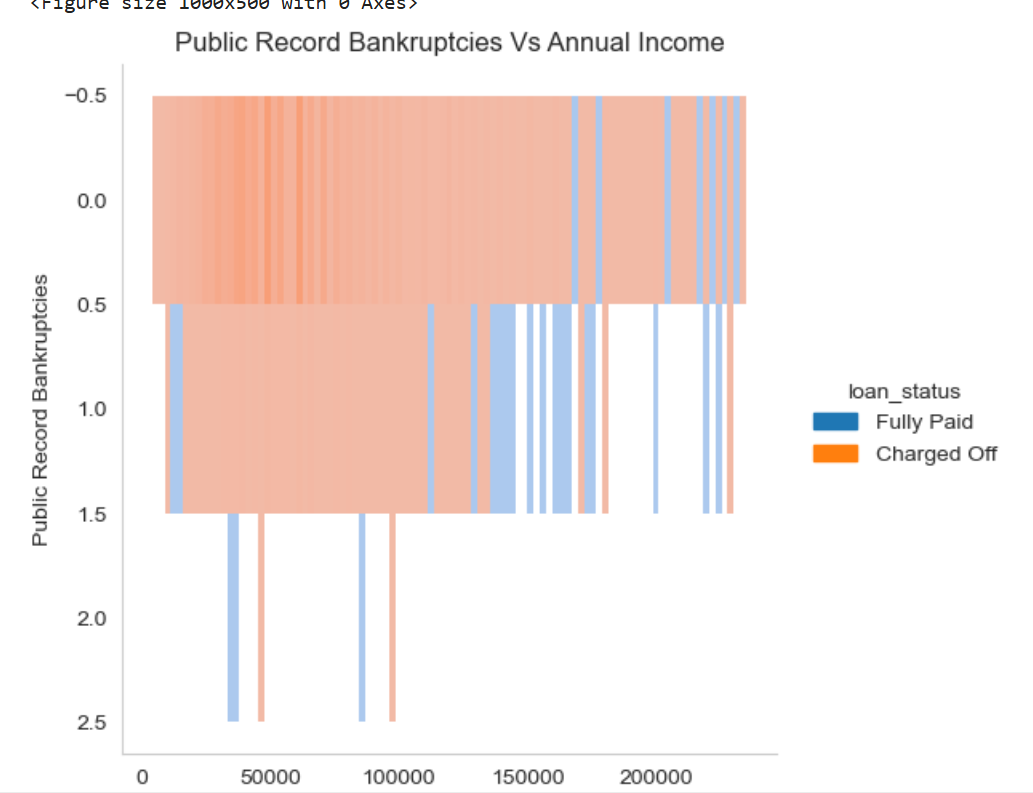 <Figure size 1000x500 with 0 Axes>
Public Record Bankruptcies Vs Annual Income
Public Record Bankruptcies
−0.5
0.0
0.5
1.0
1.5
2.0
2.5
0 50000 100000 150000 200000
loan_status
Fully Paid
Charged Off